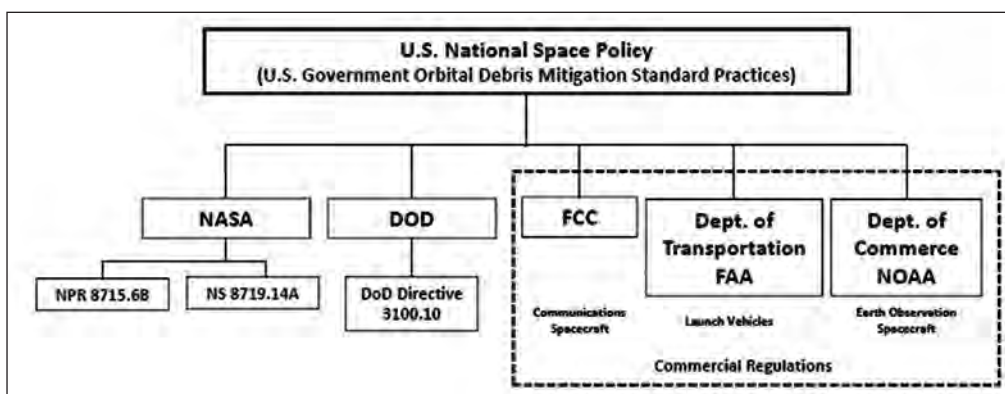 U.S. National Space Policy
(U.S. Government Orbital Debris Mitigation Standard Practices)
NASA
DOD
FCC
Dept. of
Transportation
FAA
Dept. of
Commerce
NOAA
NPR 8715.6B
NS 8719.14A
DoD Directive
3100.10
Communications
Spacecraft
Launch Vehicles
Earth Observation
Spacecraft
Commercial Regulations